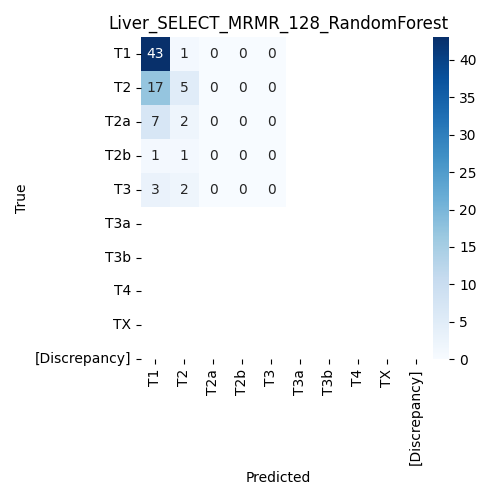 Liver_SELECT_MRMR_128_RandomForest
True
T1 43 1 0 0 0
T2 17 5 0 0 0
T2a 7 2 0 0 0
T2b 1 1 0 0 0
T3 3 2 0 0 0
T3a
T3b
T4
TX
[Discrepancy]
T1 T2 T2a T2b T3 T3a T3b T4 TX [Discrepancy]
Predicted
40
35
30
25
20
15
10
5
0